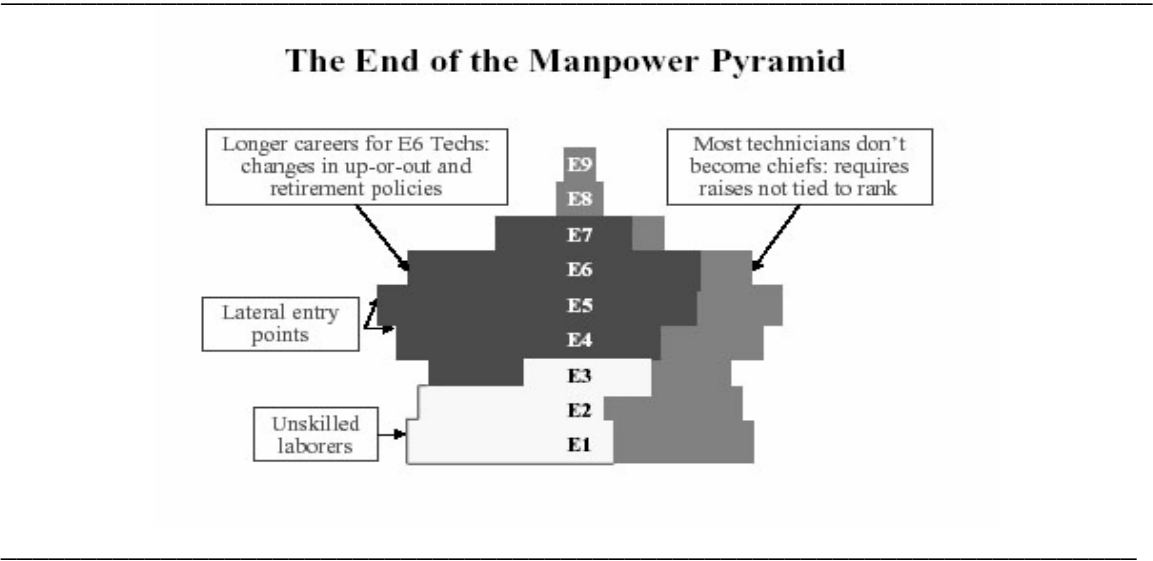 The End of the Manpower Pyramid
Longer careers for E6 Techs:
changes in up-or-out and
retirement policies
Most technicians don't
become chiefs: requires
raises not tied to rank
E9
E8
E7
E6
E5
Lateral entry
points
E4
E3
E2
Unskilled
laborers
E1